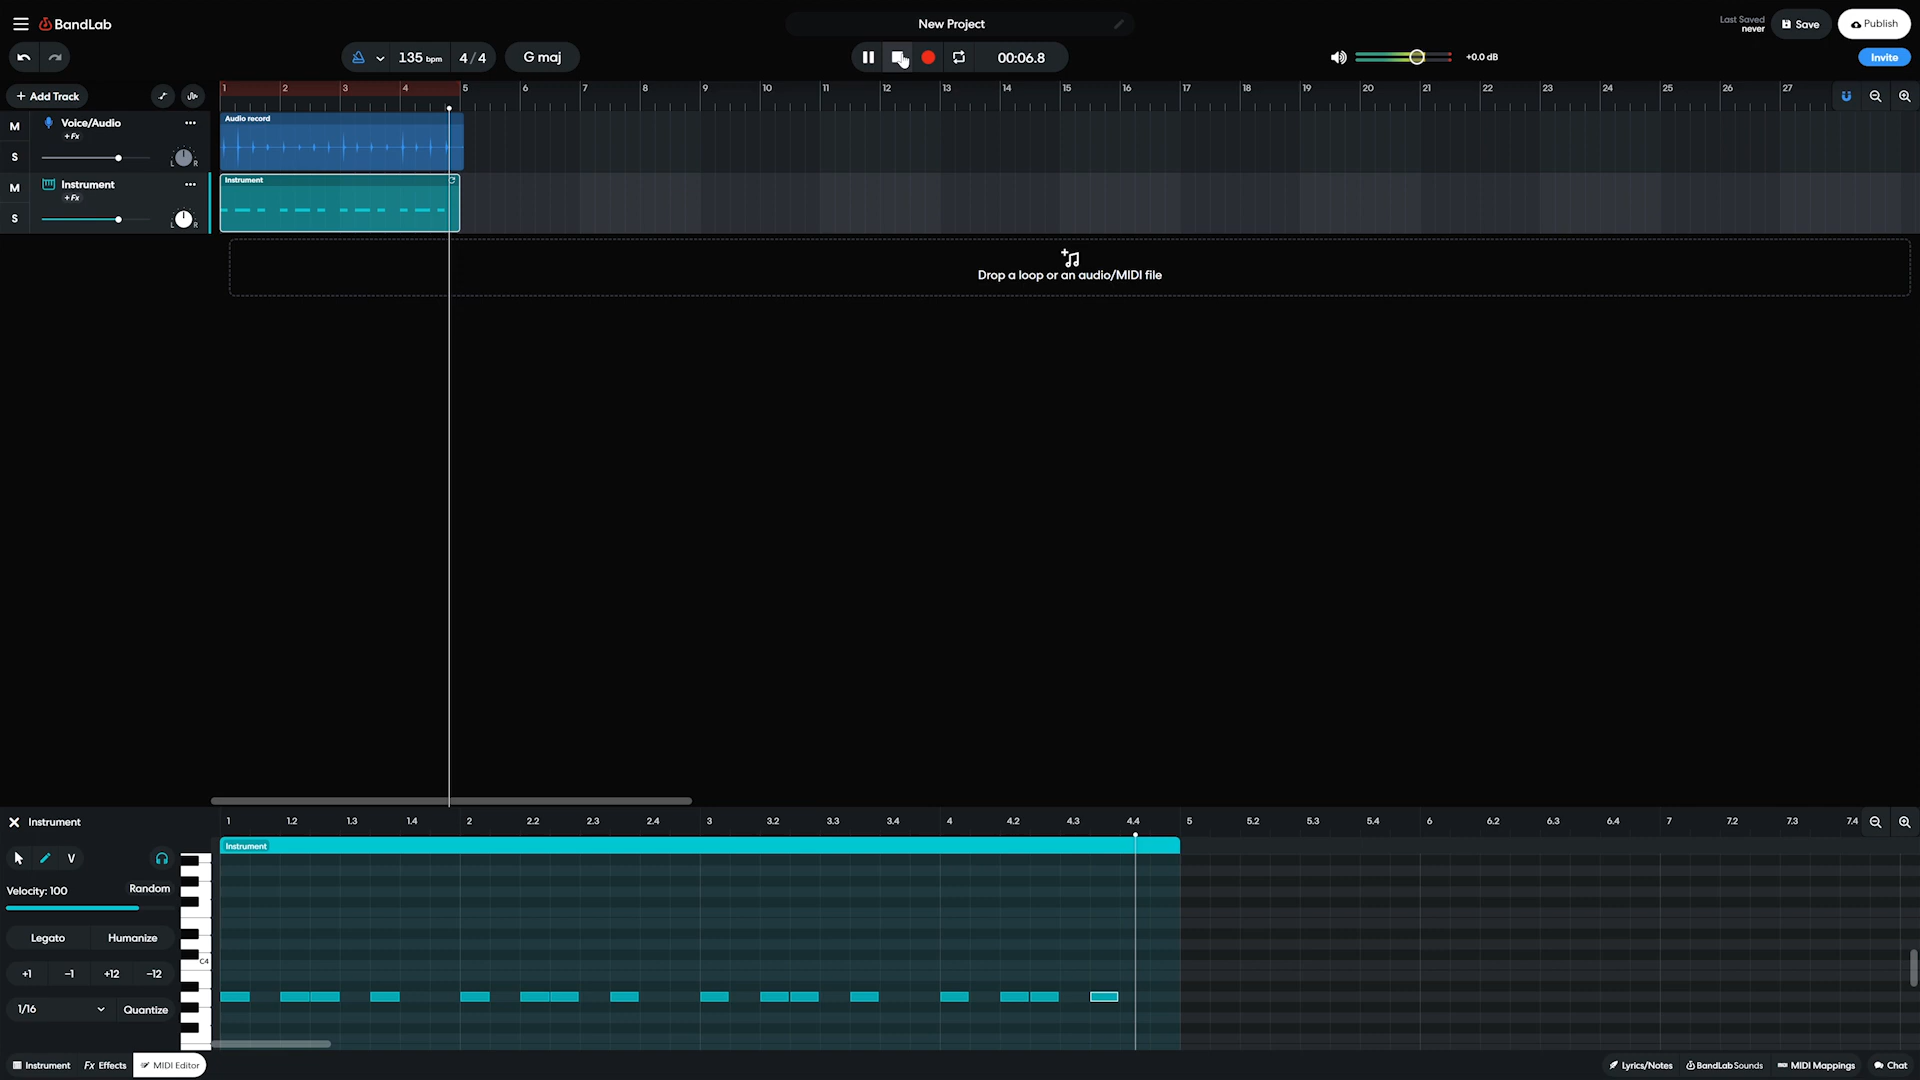 BandLab
New Project
Last Saved
never
Save
Publish
135 bpm
4 / 4
G maj
00:06.8
+0.0 dB
Invite
+ Add Track
1 2 3 4 5 6 7 8 9 10 11 12 13 14 15 16 17 18 19 20 21 22 23 24 25 26 27
M
Voice/Audio
+Fx
S
L R
Audio record
M
Instrument
+Fx
S
L R
Instrument
Drop a loop or an audio/MIDI file
Instrument
1 1.2 1.3 1.4 2 2.2 2.3 2.4 3 3.2 3.3 3.4 4 4.2 4.3 4.4 5 5.2 5.3 5.4 6 6.2 6.3 6.4 7 7.2 7.3 7.4
Instrument
V
Velocity: 100
Random
Legato
Humanize
C4
+1 -1 +12 -12
1/16
Quantize
Instrument
Fx Effects
MIDI Editor
Lyrics/Notes
BandLab Sounds
MIDI Mappings
Chat